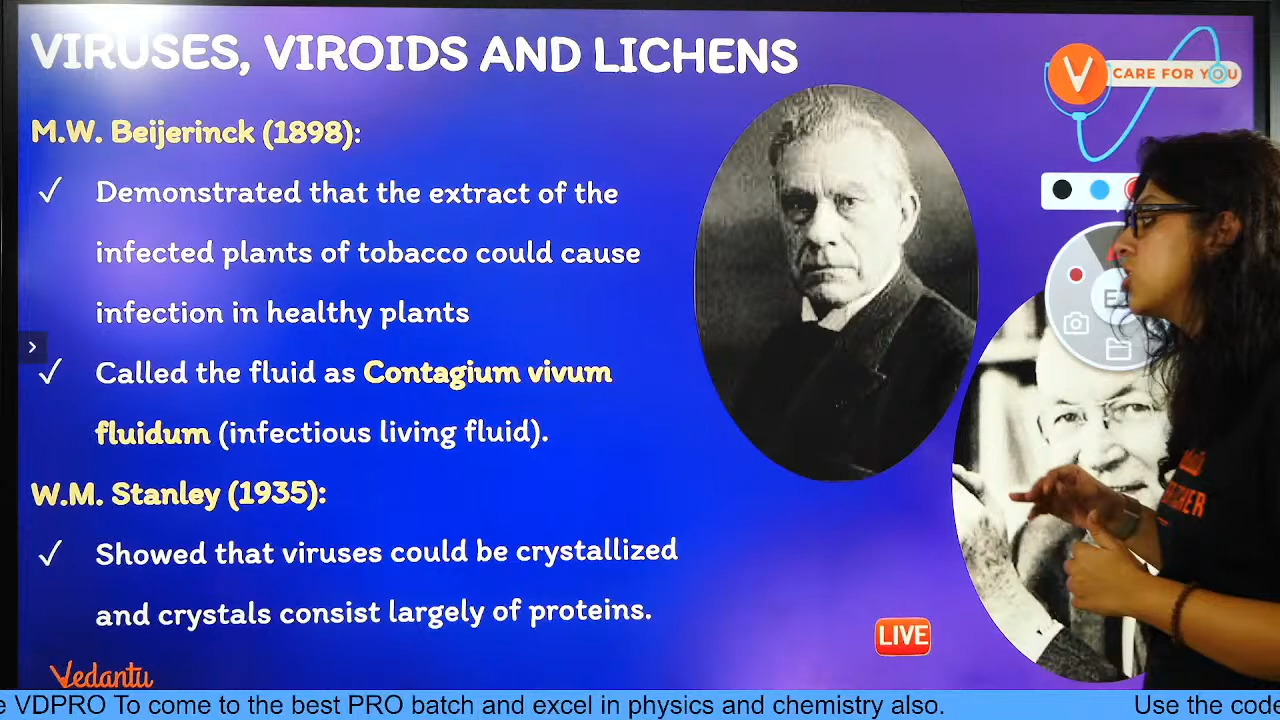 VIRUSES, VIROIDS AND LICHENS
CARE FOR YOU
M.W. Beijerinck (1898):
✓ Demonstrated that the extract of the
infected plants of tobacco could cause
infection in healthy plants
✓ Called the fluid as Contagium vivum
fluidum (infectious living fluid).
W.M. Stanley (1935):
✓ Showed that viruses could be crystallized
and crystals consist largely of proteins.
LIVE
Vedantu
VDPRO To come to the best PRO batch and excel in physics and chemistry also. Use the code